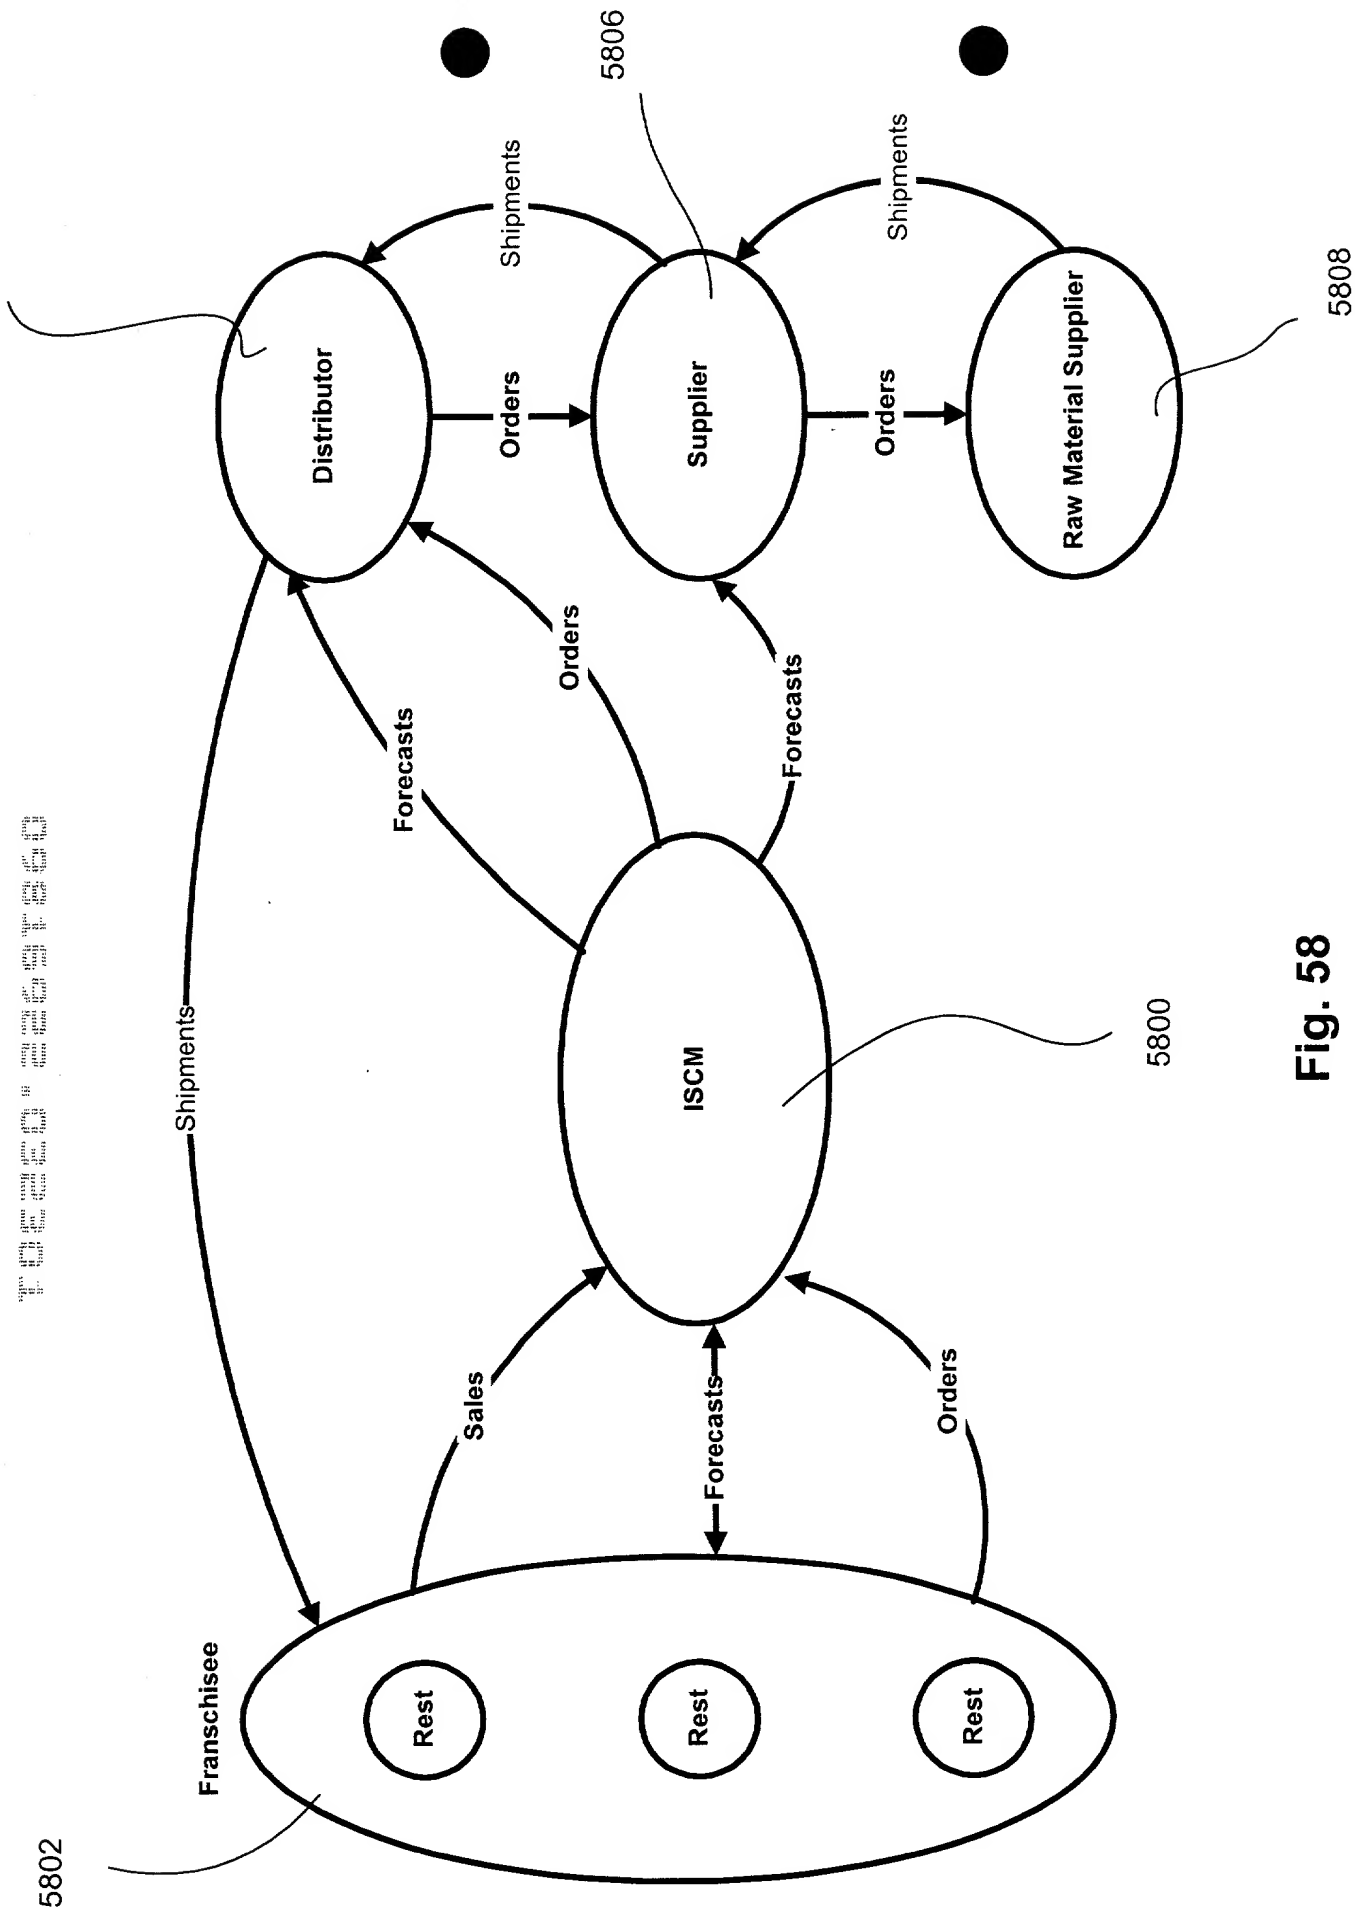 5802
Shipments
Franschisee
Distributor
Forecasts
Rest
Sales
Orders
Shipments
Orders
5806
ISCM
Supplier
Rest
Forecasts
Forecasts
Orders
Shipments
Orders
Rest
Raw Material Supplier
5800
5808
Fig. 58